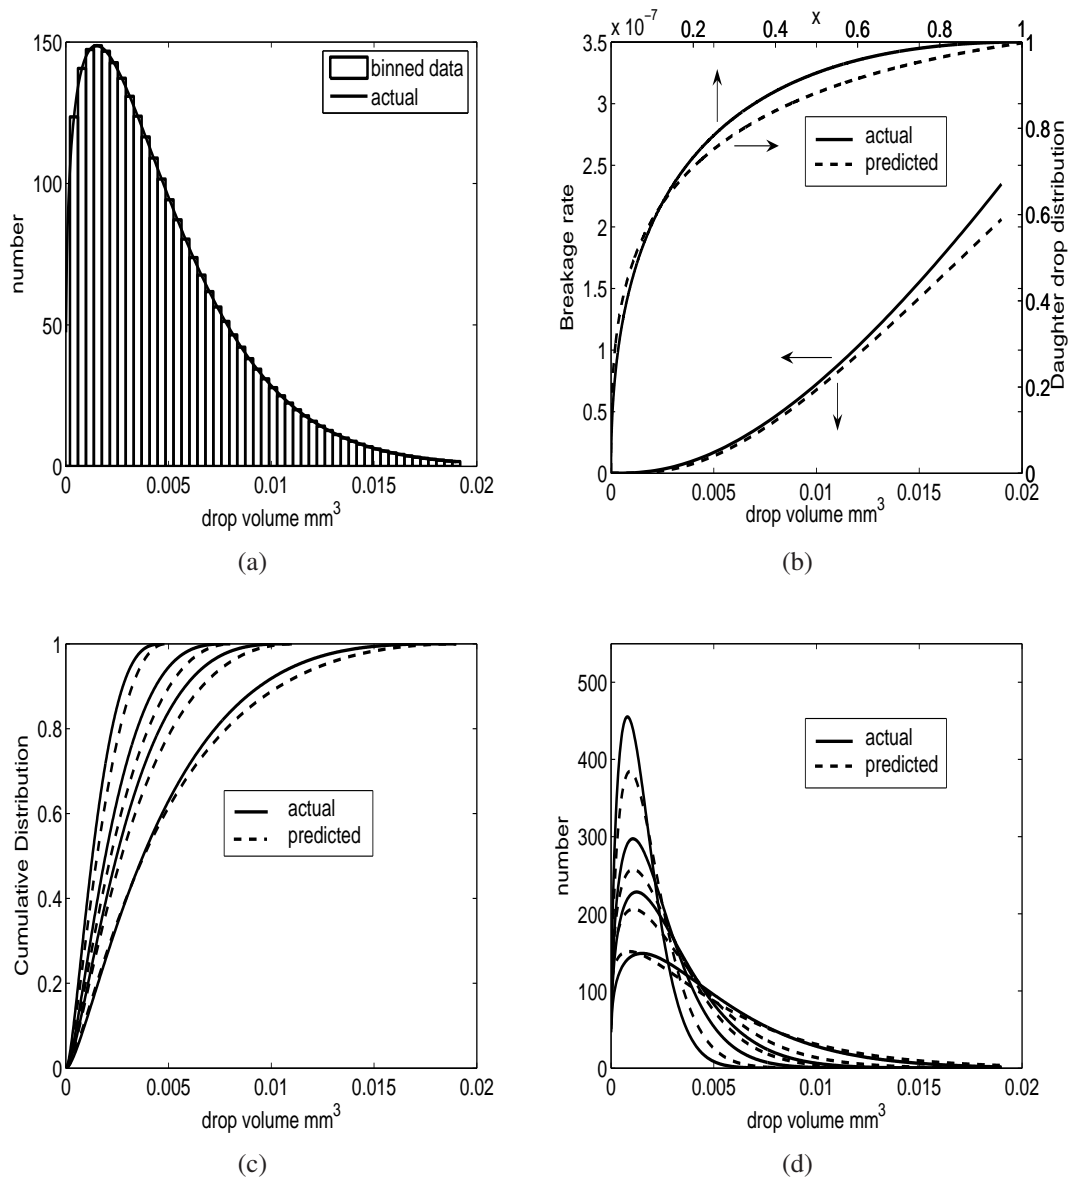 150
100
50
0
number
binned data
actual
0 0.005 0.01 0.015 0.02
drop volume mm³
(a)
x 10⁻⁷
x
0.2 0.4 0.6 0.8 1
3.5
3
2.5
2
1.5
1
0.5
0
Breakage rate
actual
predicted
1
0.8
0.6
0.4
0.2
0
Daughter drop distribution
0 0.005 0.01 0.015 0.02
drop volume mm³
(b)
1
0.8
0.6
0.4
0.2
0
Cumulative Distribution
actual
predicted
0 0.005 0.01 0.015 0.02
drop volume mm³
(c)
500
400
300
200
100
0
number
actual
predicted
0 0.005 0.01 0.015 0.02
drop volume mm³
(d)